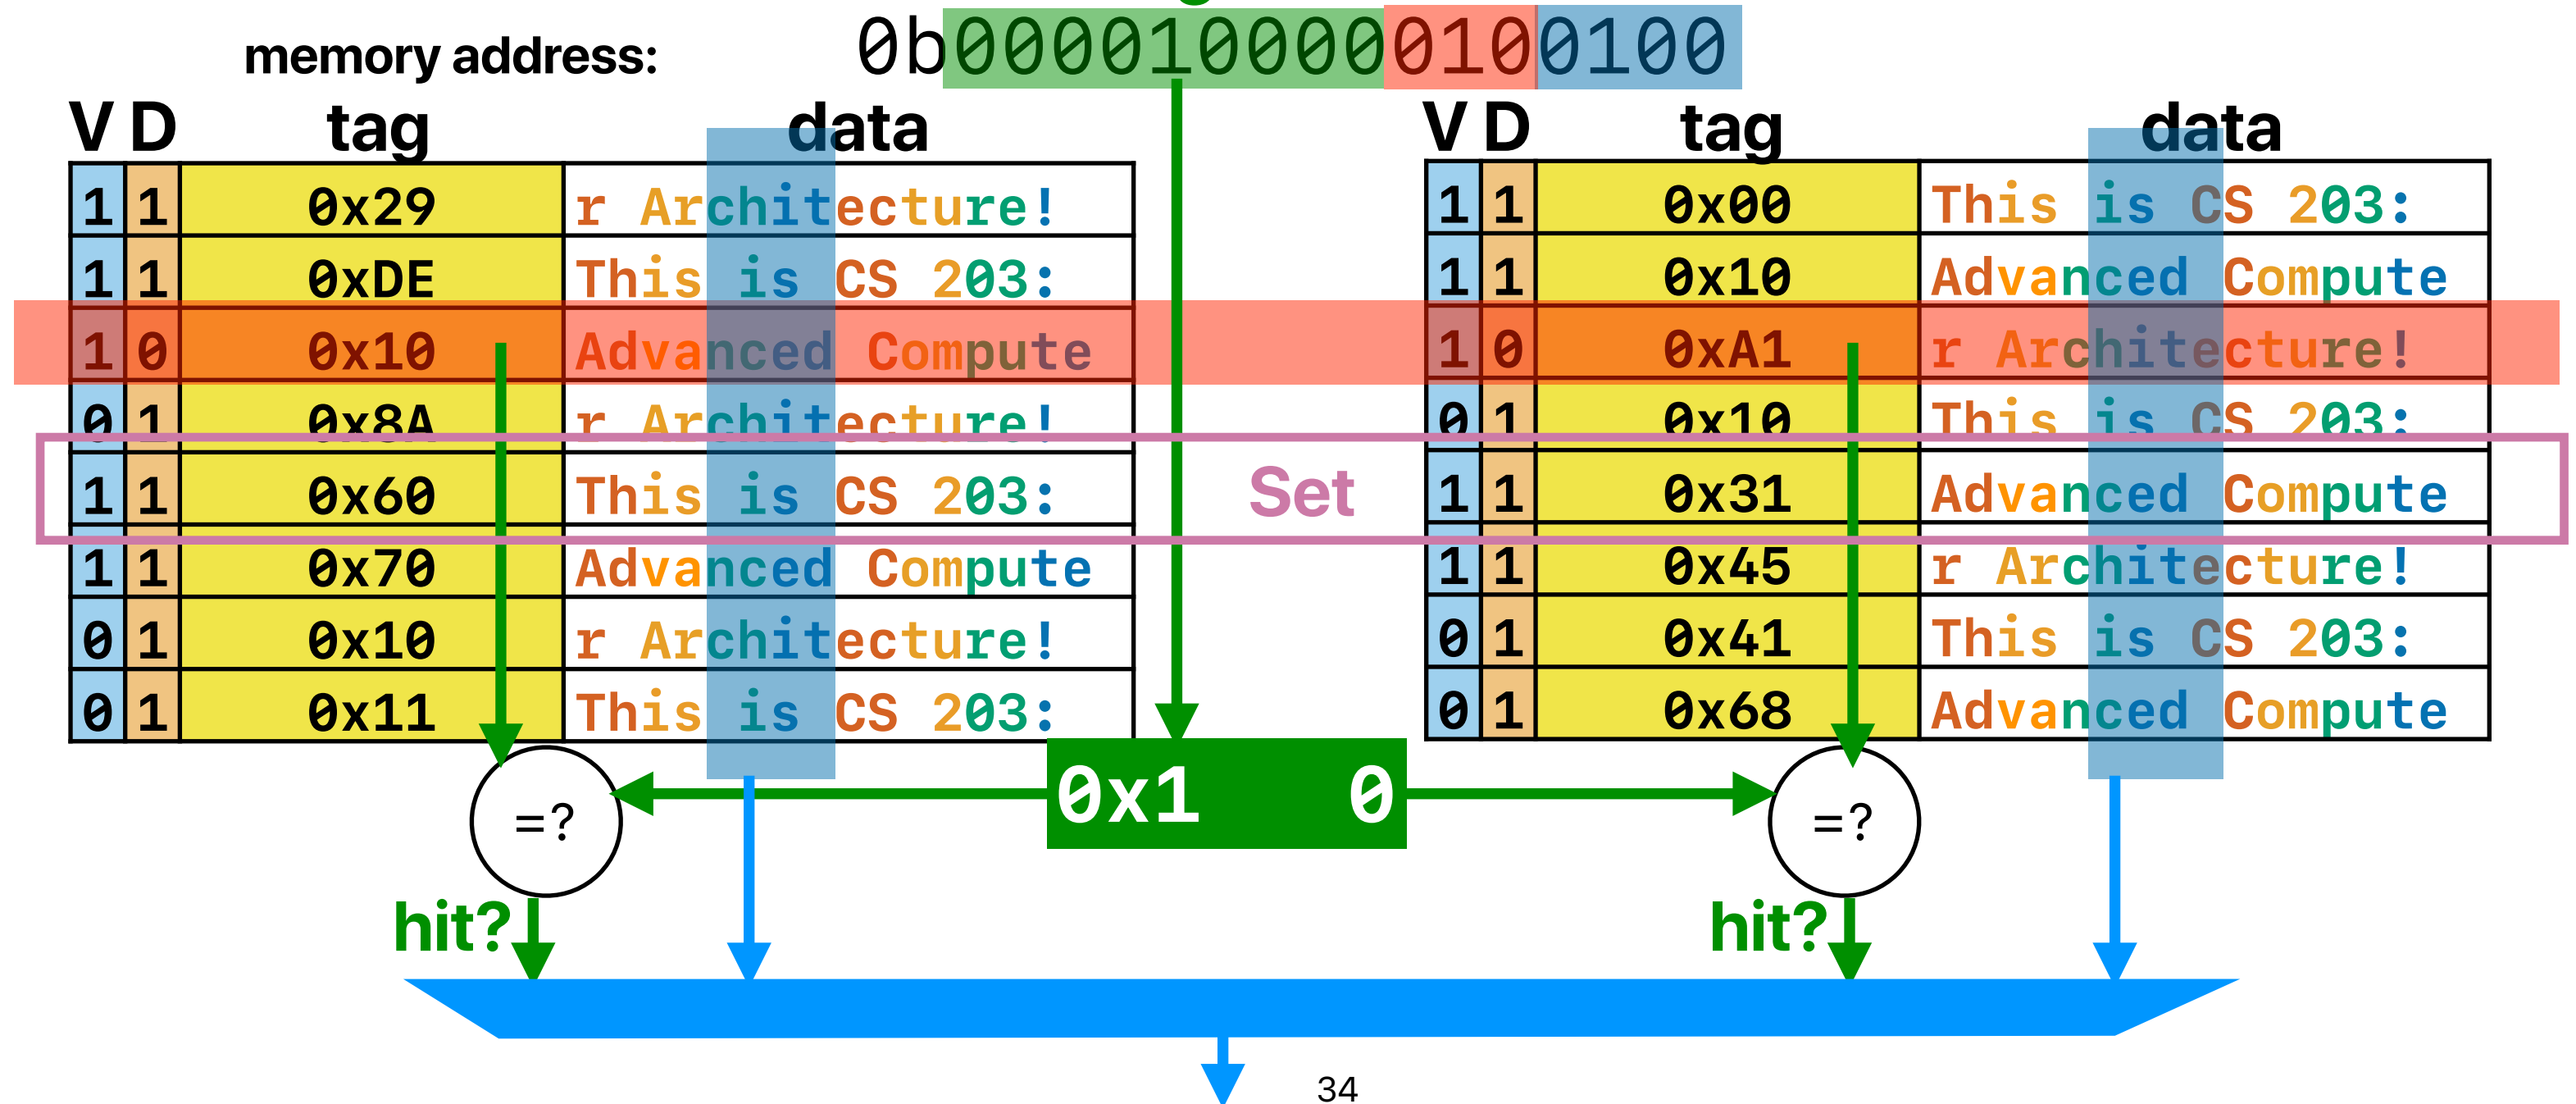 memory address: 0b0000100000100100
V D tag data V D tag data
1 1 0x29 r Architecture! 1 1 0x00 This is CS 203:
1 1 0xDE This is CS 203: 1 1 0x10 Advanced Compute
1 0 0x10 Advanced Compute 1 0 0xA1 r Architecture!
0 1 0x8A r Architecture! 0 1 0x10 This is CS 203:
1 1 0x60 This is CS 203: Set 1 1 0x31 Advanced Compute
1 1 0x70 Advanced Compute 1 1 0x45 r Architecture!
0 1 0x10 r Architecture! 0 1 0x41 This is CS 203:
0 1 0x11 This is CS 203: 0 1 0x68 Advanced Compute
=? 0x1 0 =?
hit? hit?
34